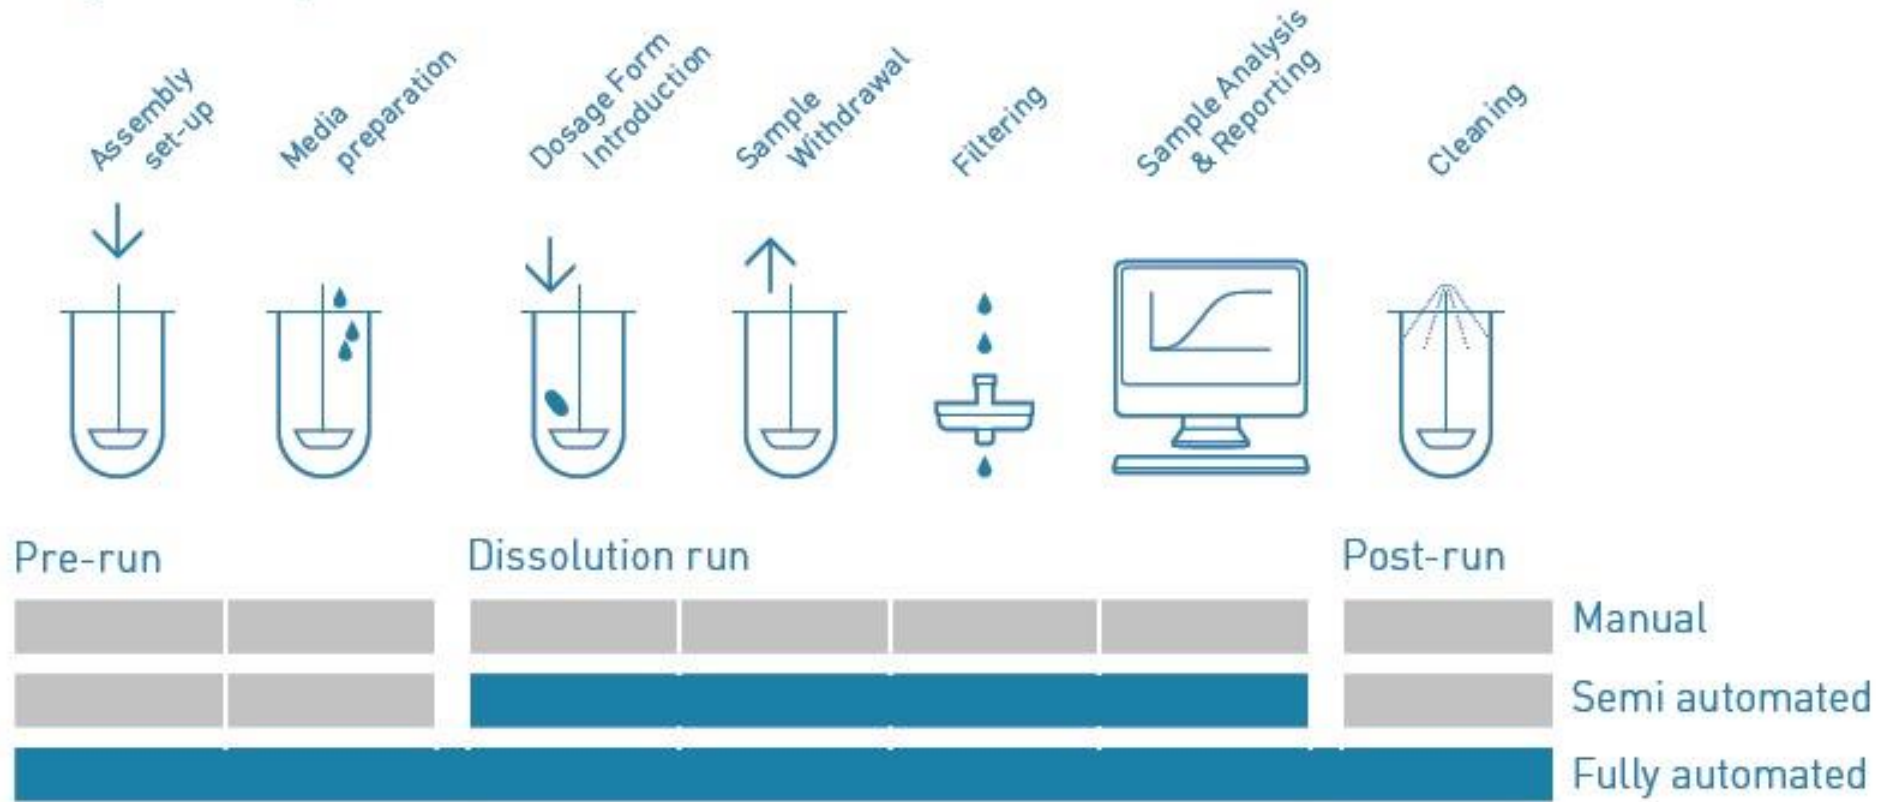 Assembly
set-up
Media
preparation
Dosage Form
Introduction
Sample
Withdrawal
Filtering
Sample Analysis
& Reporting
Cleaning
Pre-run
Dissolution run
Post-run
Manual
Semi automated
Fully automated